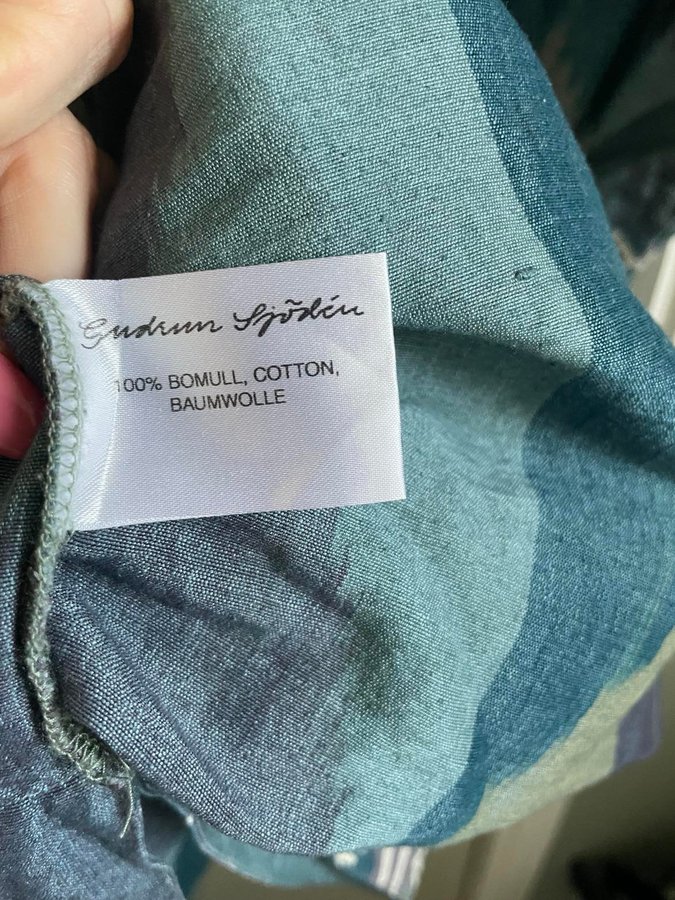 Gudrun Sjödén
100% BOMULL, COTTON,
BAUMWOLLE